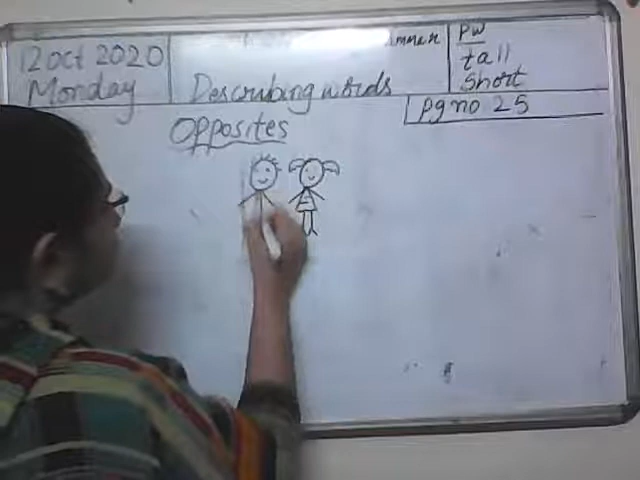 12 oct 2020
Monday
Describing words
PW
tall
Short
Pg no 25
Opposites